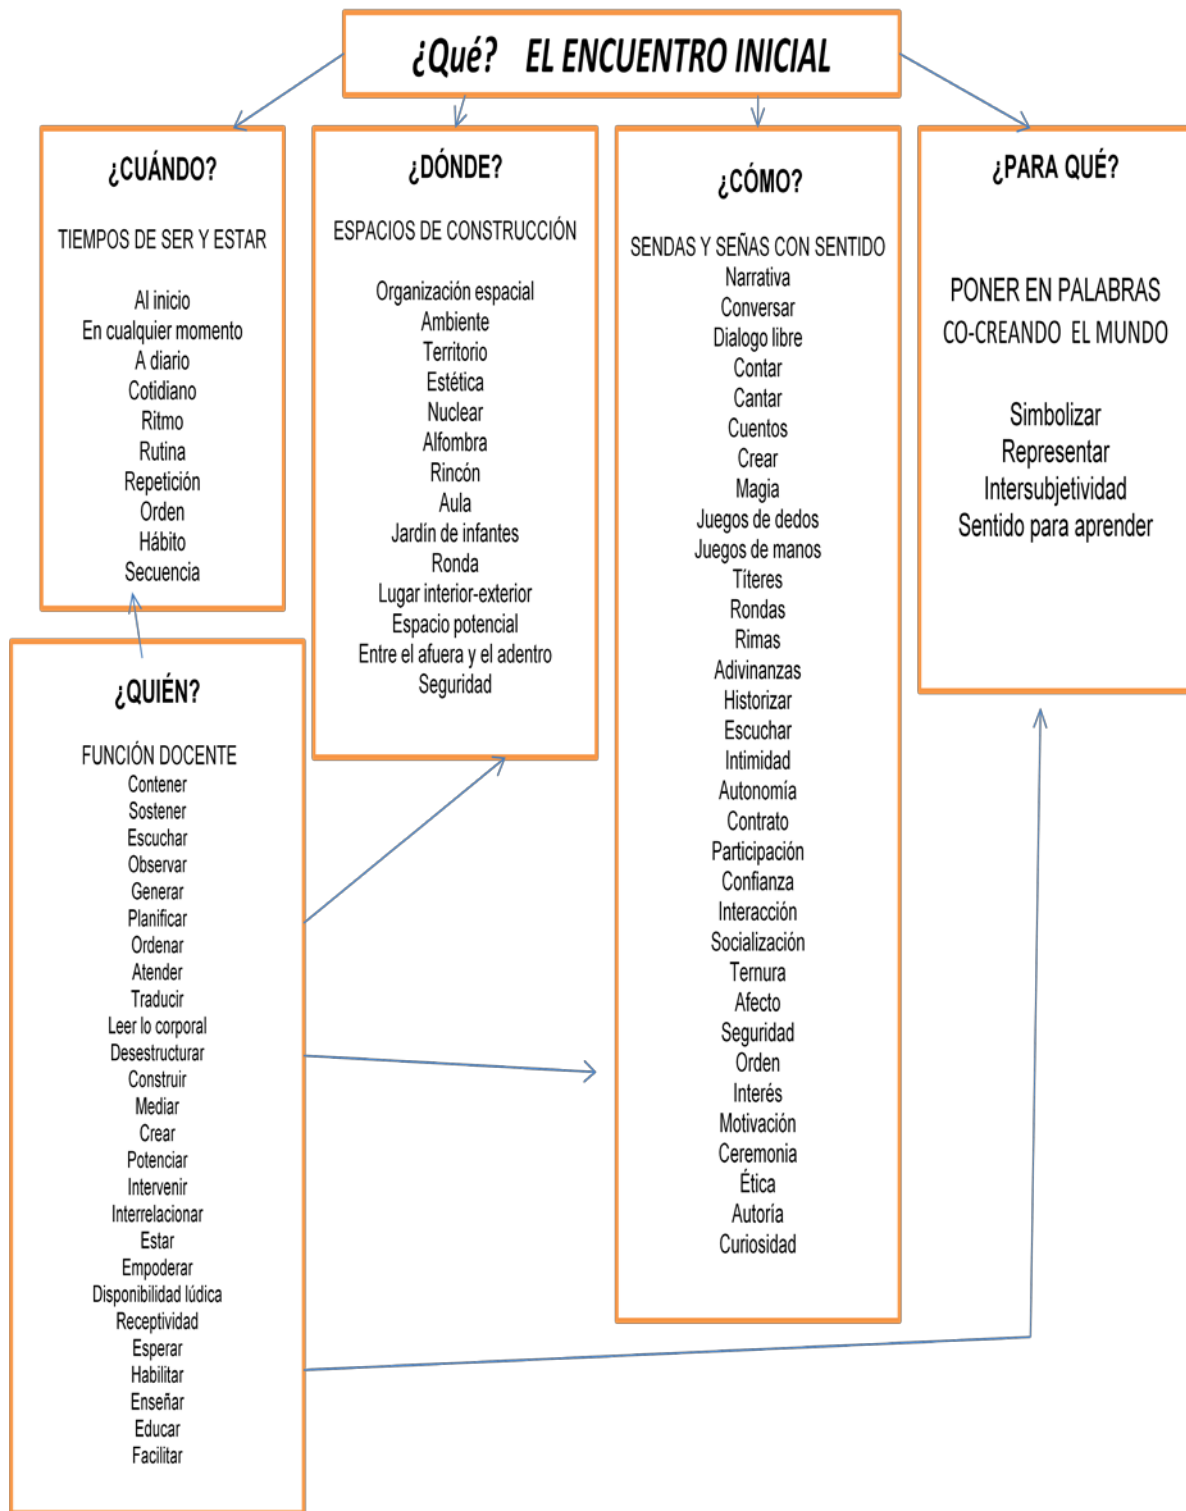 ¿Qué? EL ENCUENTRO INICIAL
¿CUÁNDO?
TIEMPOS DE SER Y ESTAR
Al inicio
En cualquier momento
A diario
Cotidiano
Ritmo
Rutina
Repetición
Orden
Hábito
Secuencia
¿DÓNDE?
ESPACIOS DE CONSTRUCCIÓN
Organización espacial
Ambiente
Territorio
Estética
Nuclear
Alfombra
Rincón
Aula
Jardín de infantes
Ronda
Lugar interior-exterior
Espacio potencial
Entre el afuera y el adentro
Seguridad
¿CÓMO?
SENDAS Y SEÑAS CON SENTIDO
Narrativa
Conversar
Dialogo libre
Contar
Cantar
Cuentos
Crear
Magia
Juegos de dedos
Juegos de manos
Títeres
Rondas
Rimas
Adivinanzas
Historizar
Escuchar
Intimidad
Autonomía
Contrato
Participación
Confianza
Interacción
Socialización
Ternura
Afecto
Seguridad
Orden
Interés
Motivación
Ceremonia
Ética
Autoría
Curiosidad
¿PARA QUÉ?
PONER EN PALABRAS
CO-CREANDO EL MUNDO
Simbolizar
Representar
Intersubjetividad
Sentido para aprender
¿QUIÉN?
FUNCIÓN DOCENTE
Contener
Sostener
Escuchar
Observar
Generar
Planificar
Ordenar
Atender
Traducir
Leer lo corporal
Desestructurar
Construir
Mediar
Crear
Potenciar
Intervenir
Interrelacionar
Estar
Empoderar
Disponibilidad lúdica
Receptividad
Esperar
Habilitar
Enseñar
Educar
Facilitar